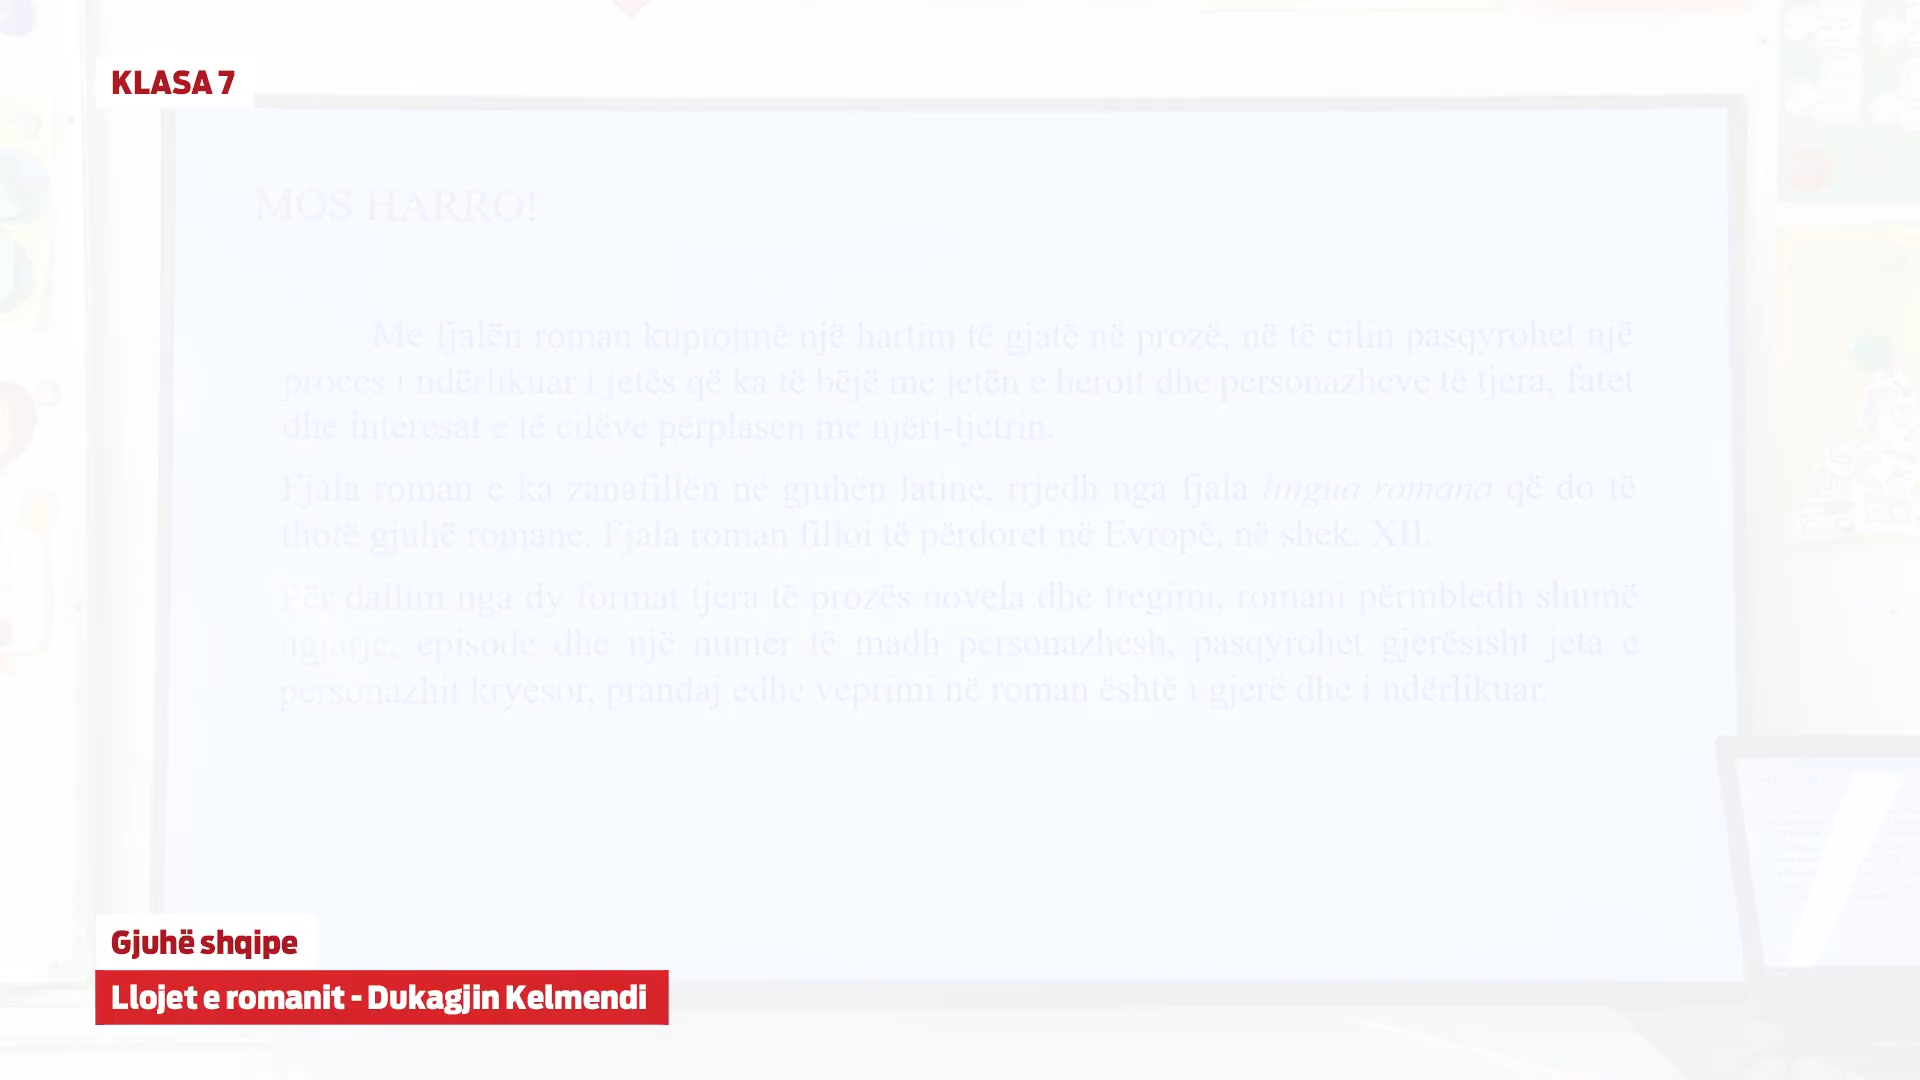 KLASA 7
MOS HARRO!
Me fjalën roman kuptojmë një hartim të gjatë në prozë, në të cilin pasqyrohet një
proces i ndërlikuar i jetës që ka të bëjë me jetën e heroit dhe personazheve të tjera, fatet
dhe interesat e të cilëve përplasen me njëri-tjetrin.
Fjala roman e ka zanafillën në gjuhën latine, rrjedh nga fjala lingua romana që do të
thotë gjuhë romane. Fjala roman filloi të përdoret në Evropë, në shek. XII.
Për dallim nga dy format tjera të prozës novela dhe tregimi, romani përmbledh shumë
ngjarje, episode dhe një numër të madh personazhesh, pasqyrohet gjerësisht jeta e
personazhit kryesor, prandaj edhe veprimi në roman është i gjerë dhe i ndërlikuar.
Gjuhë shqipe
Llojet e romanit - Dukagjin Kelmendi